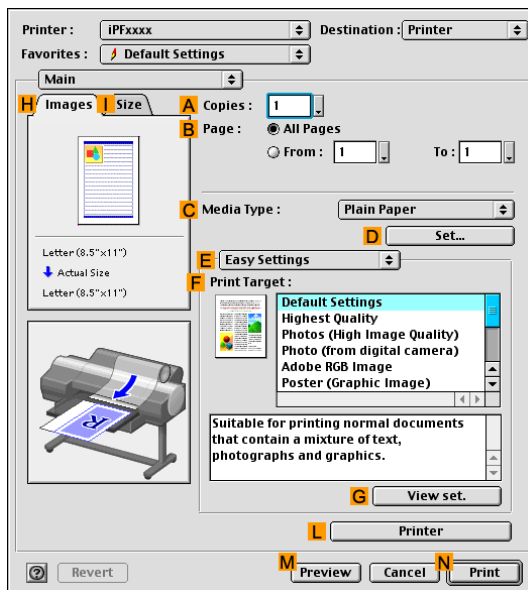 Printer : iPFxxxx Destination : Printer
Favorites : Default Settings
Main
H Images I Size
A Copies : 1
B Page : All Pages
From : 1 To : 1
C Media Type : Plain Paper
D Set...
Letter (8.5"x11")
Actual Size
Letter (8.5"x11")
E Easy Settings
F Print Target :
Default Settings
Highest Quality
Photos (High Image Quality)
Photo (from digital camera)
Adobe RGB Image
Poster (Graphic Image)
R
Suitable for printing normal documents
that contain a mixture of text,
photographs and graphics.
G View set.
L Printer
? Revert M Preview Cancel N Print